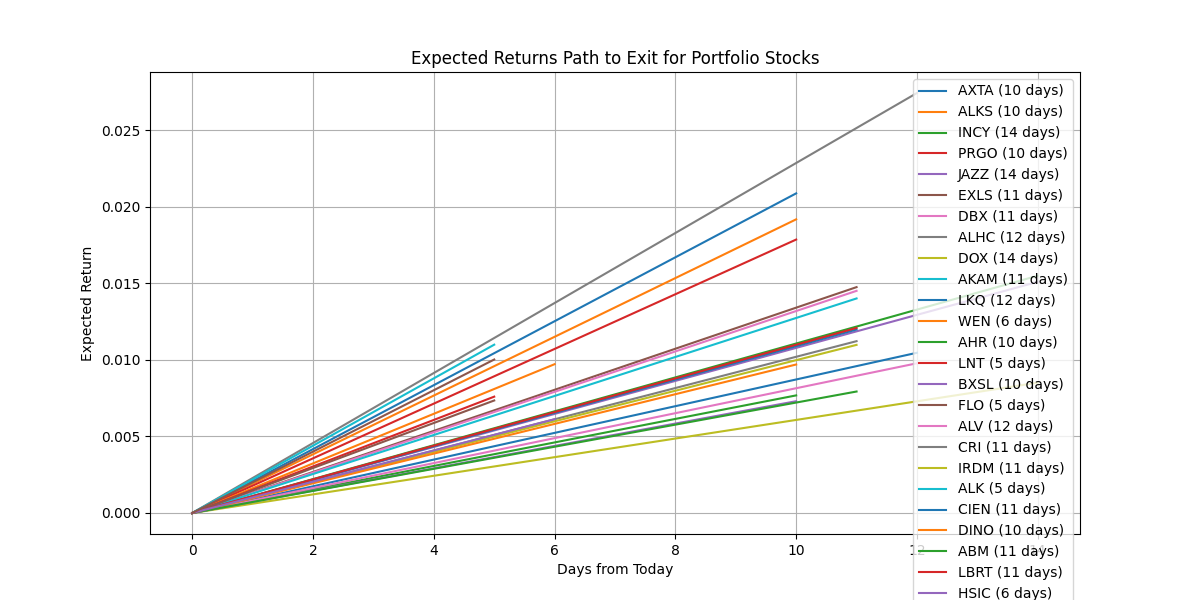 Expected Returns Path to Exit for Portfolio Stocks
Expected Return
0.025
0.020
0.015
0.010
0.005
0.000
0
2
4
6
8
10
12
14
Days from Today
AXTA (10 days)
ALKS (10 days)
INCY (14 days)
PRGO (10 days)
JAZZ (14 days)
EXLS (11 days)
DBX (11 days)
ALHC (12 days)
DOX (14 days)
AKAM (11 days)
LKQ (12 days)
WEN (6 days)
AHR (10 days)
LNT (5 days)
BXSL (10 days)
FLO (5 days)
ALV (12 days)
CRI (11 days)
IRDM (11 days)
ALK (5 days)
CIEN (11 days)
DINO (10 days)
ABM (11 days)
LBRT (11 days)
HSIC (6 days)